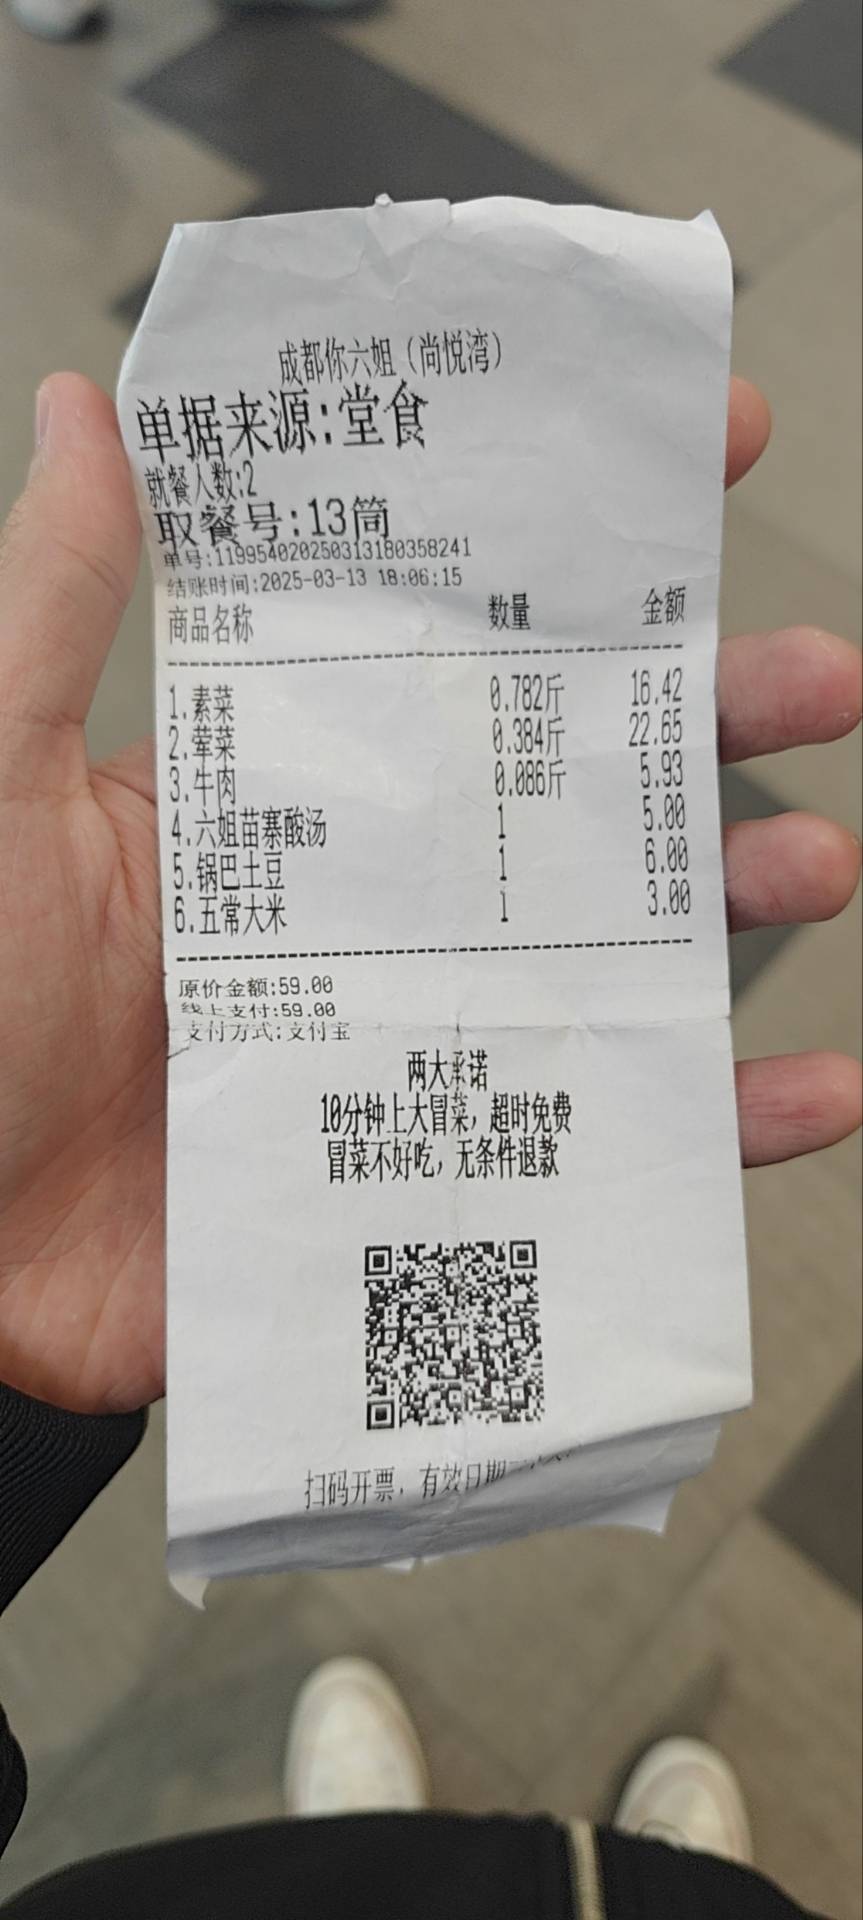 成都你六姐（尚悦湾）
单据来源:堂食
就餐人数:2
取餐号:13筒
单号:119954020250313180358241
结账时间:2025-03-13 18:06:15
商品名称 数量 金额
1.素菜 0.782斤 16.42
2.荤菜 0.384斤 22.65
3.牛肉 0.086斤 5.93
4.六姐苗寨酸汤 1 5.00
5.锅巴土豆 1 6.00
6.五常大米 1 3.00
原价金额:59.00
线上支付:59.00
支付方式:支付宝
两大承诺
10分钟上大冒菜，超时免费
冒菜不好吃，无条件退款
扫码开票，有效日期